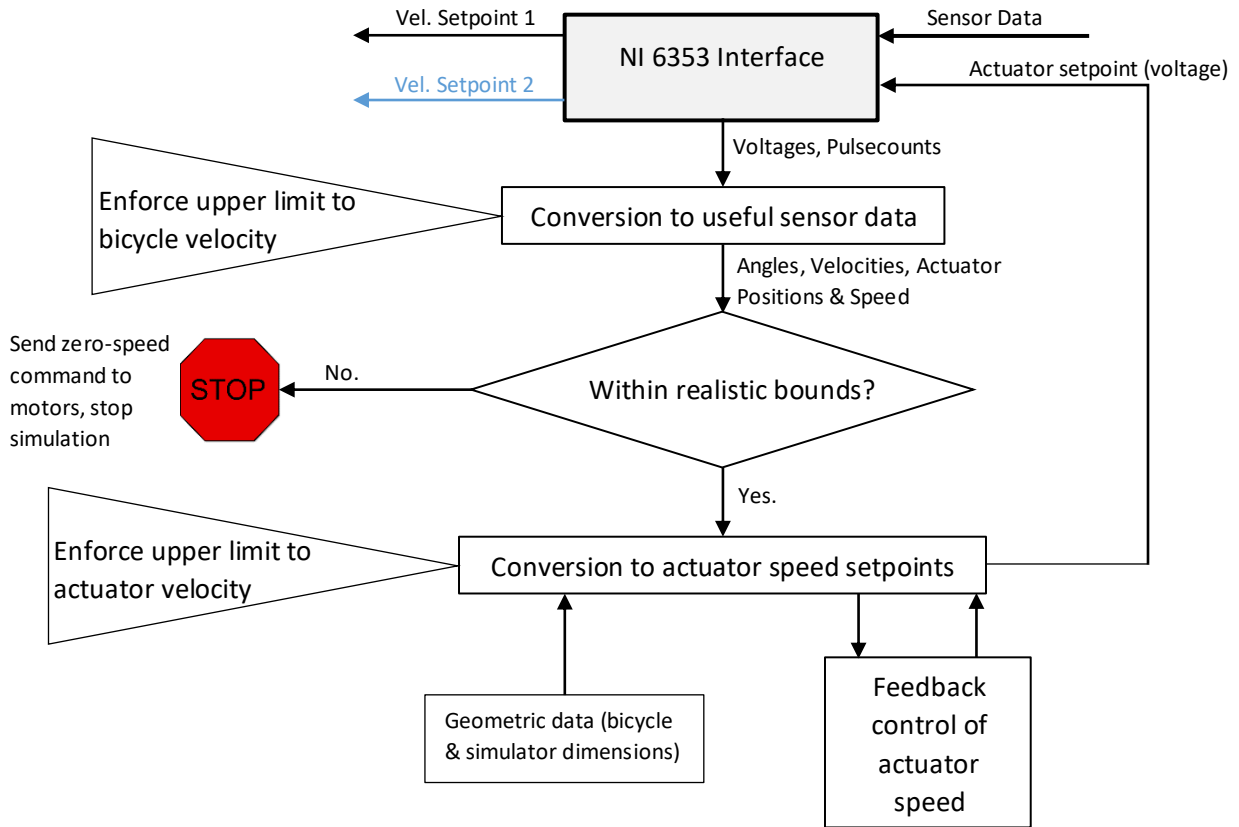 Vel. Setpoint 1
Sensor Data
NI 6353 Interface
Actuator setpoint (voltage)
Vel. Setpoint 2
Voltages, Pulsecounts
Enforce upper limit to
bicycle velocity
Conversion to useful sensor data
Angles, Velocities, Actuator
Positions & Speed
Send zero-speed
command to
motors, stop
simulation
STOP
No.
Within realistic bounds?
Yes.
Enforce upper limit to
actuator velocity
Conversion to actuator speed setpoints
Geometric data (bicycle
& simulator dimensions)
Feedback
control of
actuator
speed